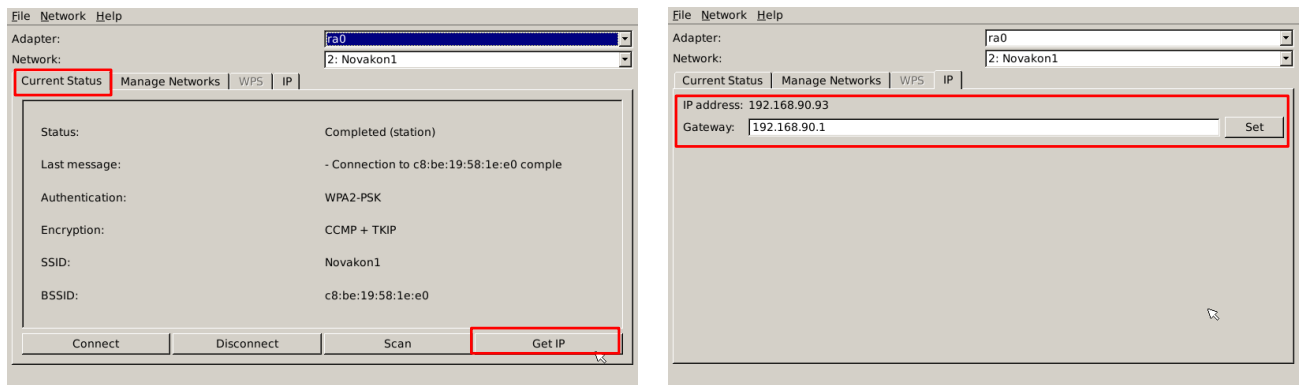 File Network Help
Adapter: ra0
Network: 2: Novakon1
Current Status Manage Networks WPS IP
Status: Completed (station)
Last message: - Connection to c8:be:19:58:1e:e0 comple
Authentication: WPA2-PSK
Encryption: CCMP + TKIP
SSID: Novakon1
BSSID: c8:be:19:58:1e:e0
Connect Disconnect Scan Get IP
File Network Help
Adapter: ra0
Network: 2: Novakon1
Current Status Manage Networks WPS IP
IP address: 192.168.90.93
Gateway: 192.168.90.1 Set